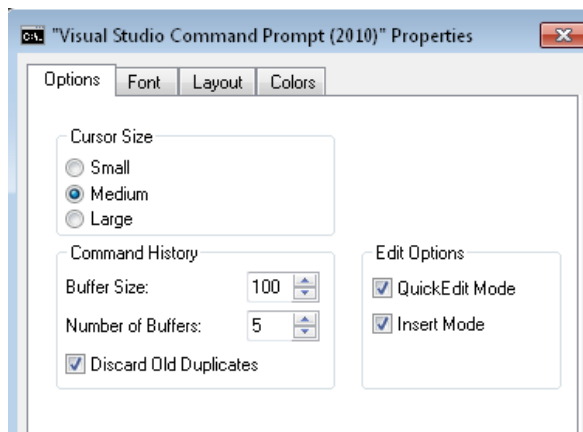 C:\. "Visual Studio Command Prompt (2010)" Properties
Options Font Layout Colors
Cursor Size
Small
Medium
Large
Command History
Buffer Size: 100
Number of Buffers: 5
Discard Old Duplicates
Edit Options
QuickEdit Mode
Insert Mode